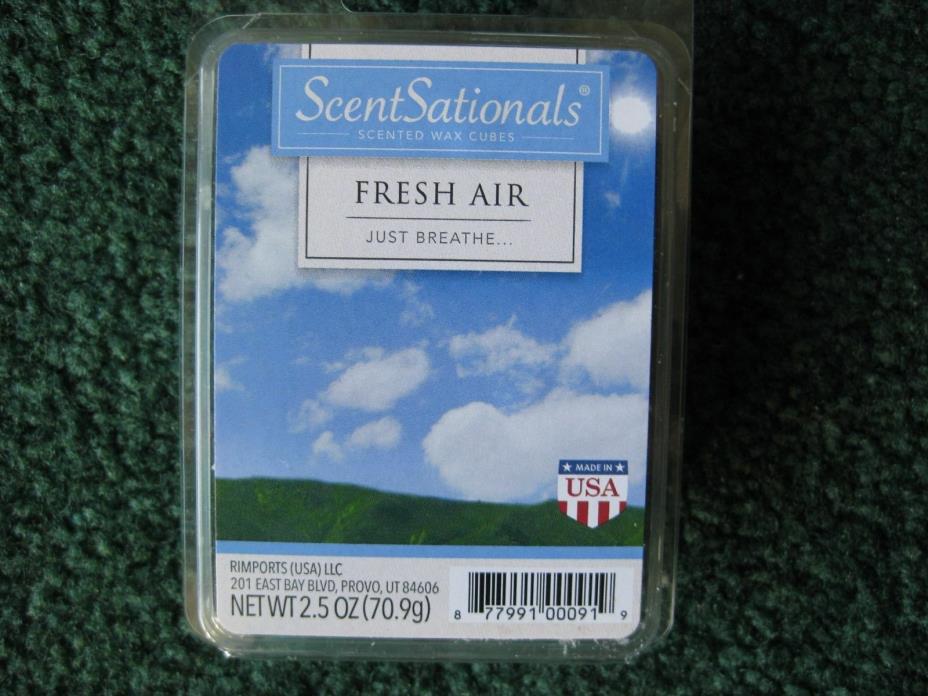 ScentSationals®
SCENTED WAX CUBES
FRESH AIR
JUST BREATHE...
★ MADE IN ★
USA
RIMPORTS (USA) LLC
201 EAST BAY BLVD, PROVO, UT 84606
NET WT 2.5 OZ (70.9g)
8 77991 00091 9